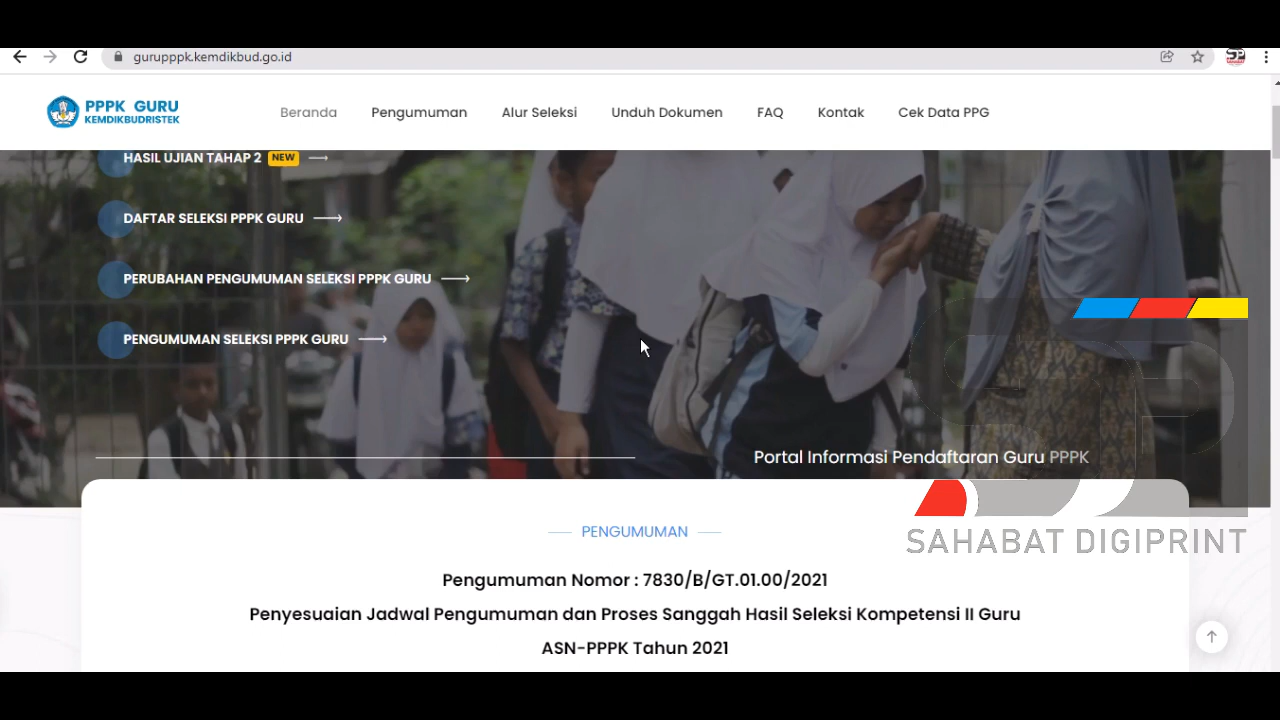 gurupppk.kemdikbud.go.id
PPPK GURU
KEMDIKBUDRISTEK
Beranda
Pengumuman
Alur Seleksi
Unduh Dokumen
FAQ
Kontak
Cek Data PPG
HASIL UJIAN TAHAP 2 NEW
DAFTAR SELEKSI PPPK GURU
PERUBAHAN PENGUMUMAN SELEKSI PPPK GURU
PENGUMUMAN SELEKSI PPPK GURU
Portal Informasi Pendaftaran Guru PPPK
SP
SAHABAT DIGIPRINT
PENGUMUMAN
Pengumuman Nomor : 7830/B/GT.01.00/2021
Penyesuaian Jadwal Pengumuman dan Proses Sanggah Hasil Seleksi Kompetensi II Guru
ASN-PPPK Tahun 2021